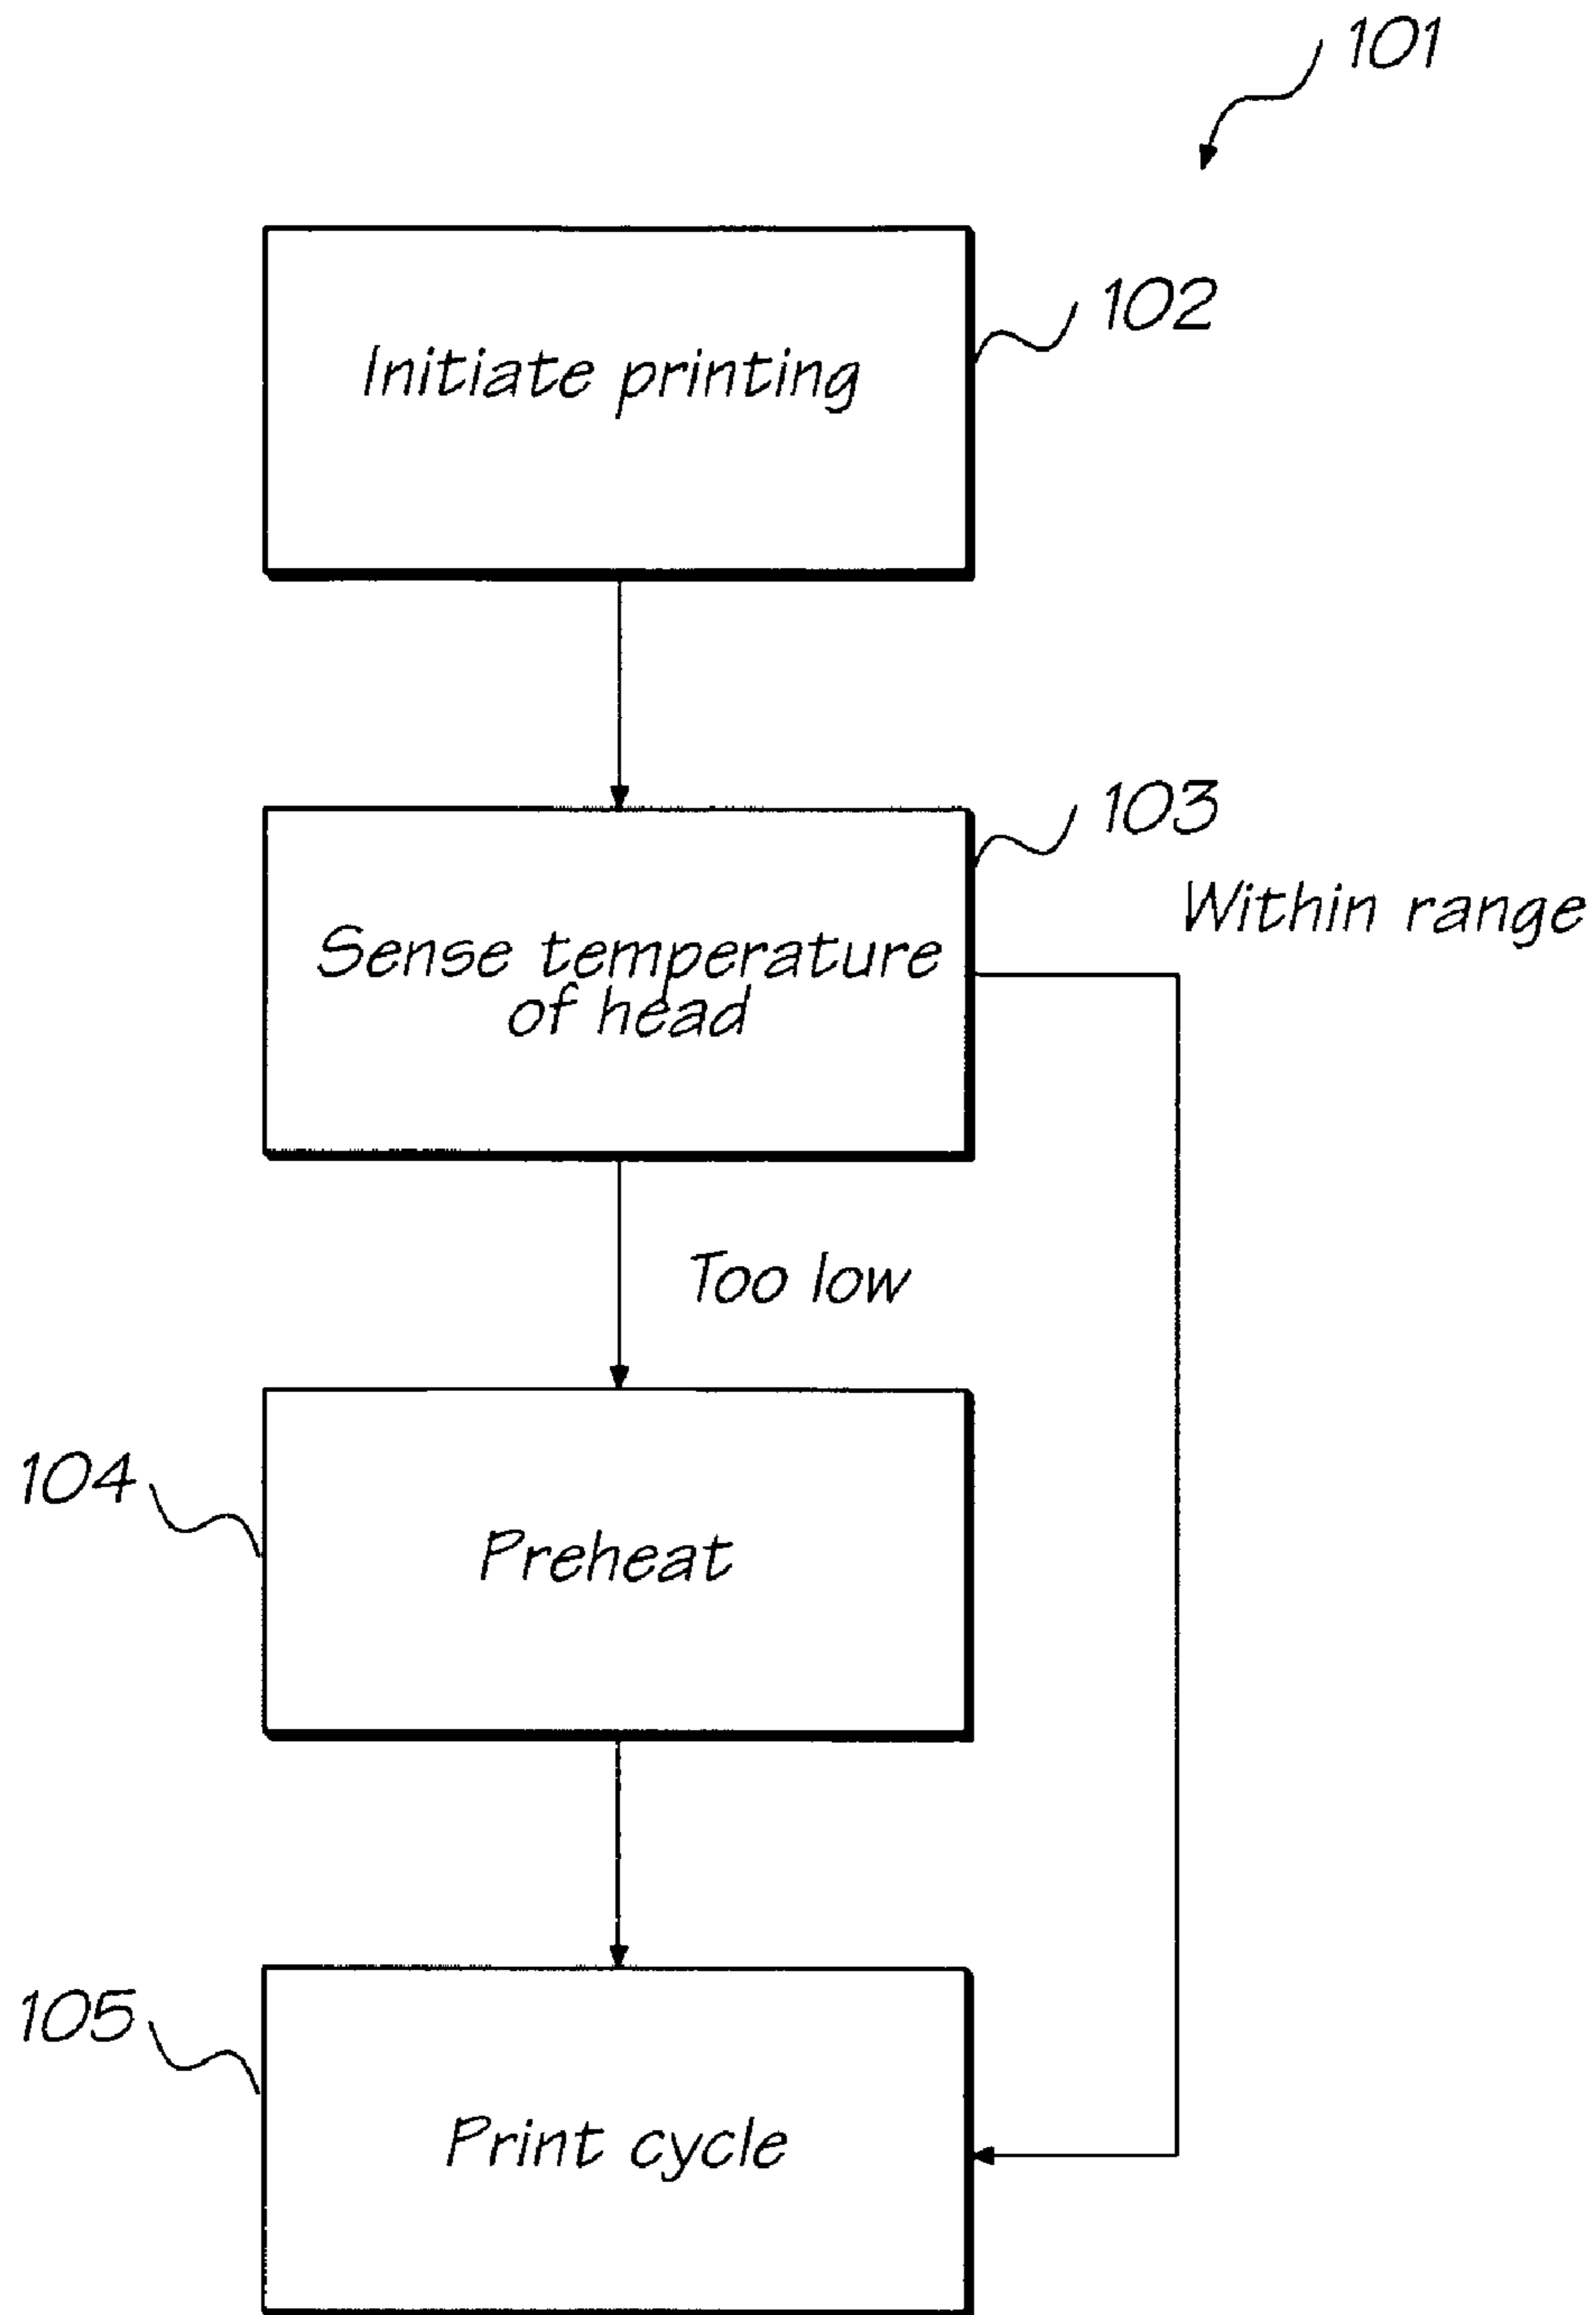 101
Initiate printing
102
103
Within range
Sense temperature
of head
Too low
104
Preheat
105
Print cycle